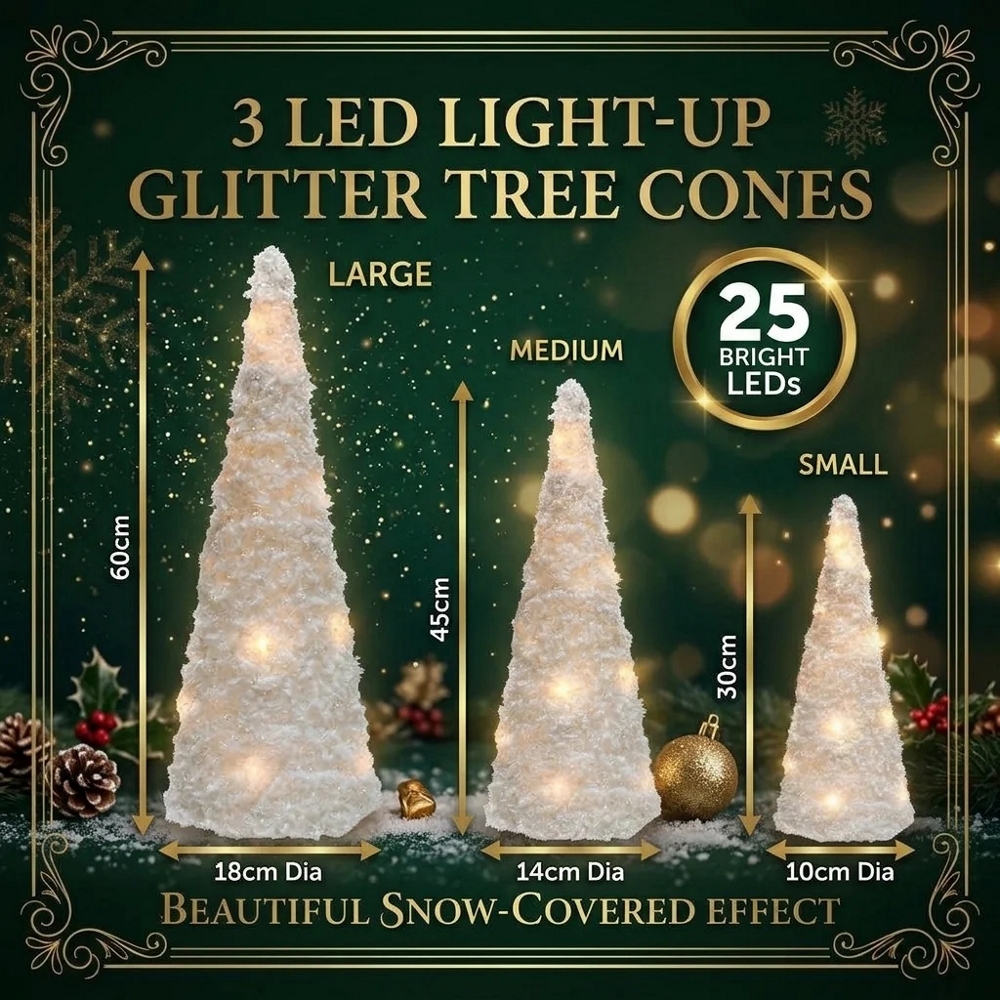 3 LED LIGHT-UP
GLITTER TREE CONES
LARGE
25
BRIGHT
LEDs
MEDIUM
SMALL
60cm
45cm
30cm
18cm Dia
14cm Dia
10cm Dia
BEAUTIFUL SNOW-COVERED EFFECT